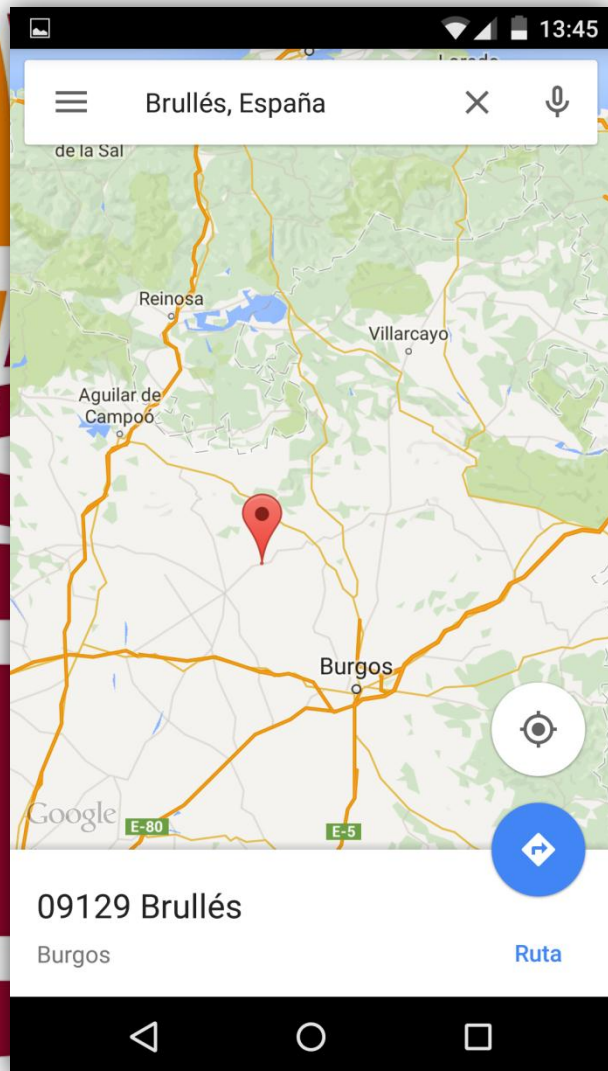 13:45
Brullés, España
de la Sal
Reinosa
Villarcayo
Aguilar de
Campoó
Burgos
Google
E-80
E-5
09129 Brullés
Burgos
Ruta